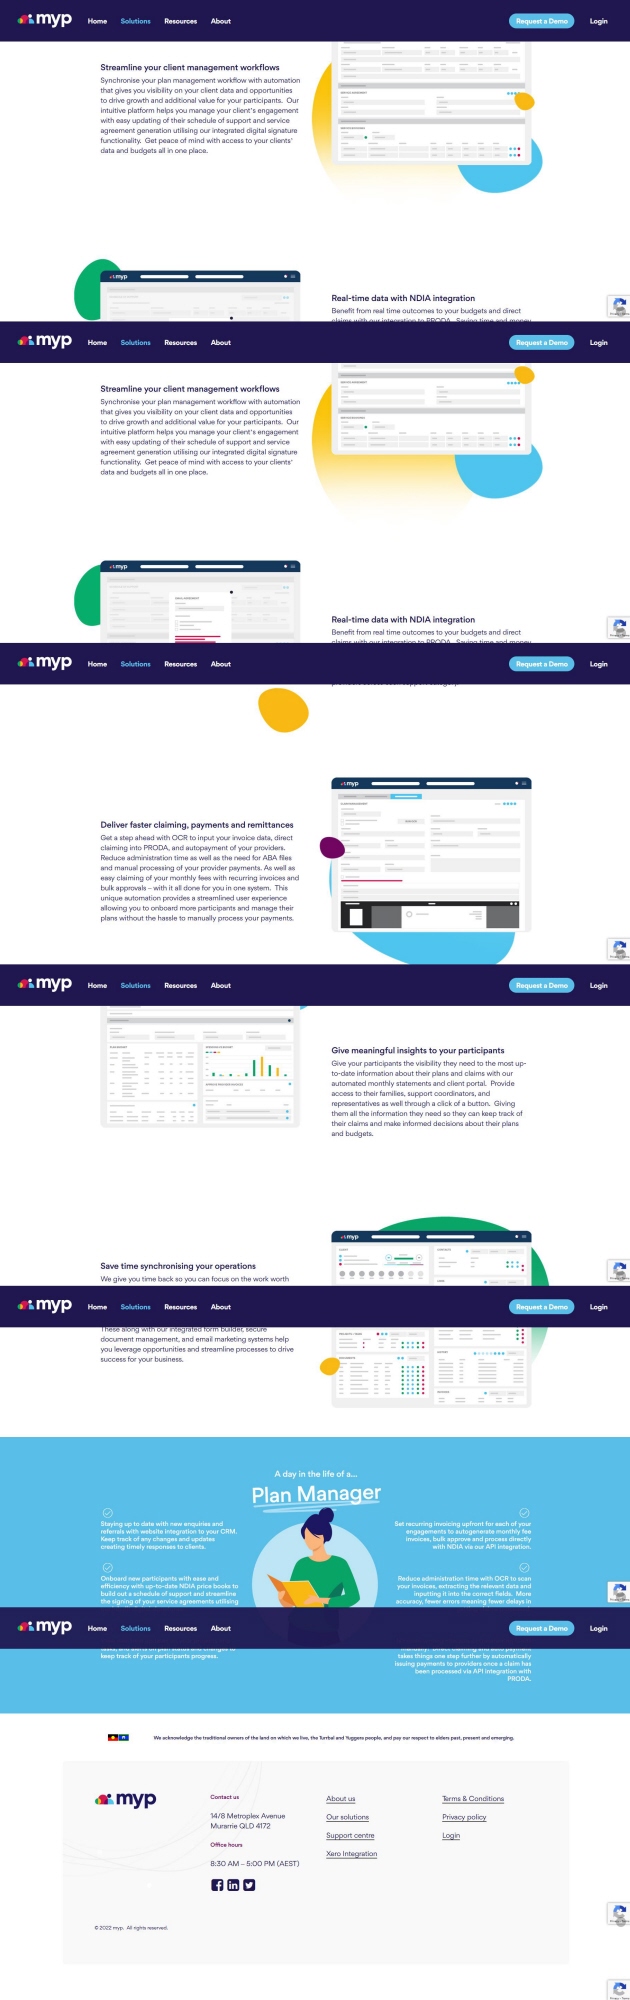 myp Home Solutions Resources About Request a Demo Login
Streamline your client management workflows
Synchronise your plan management workflow with automation
that gives you visibility on your client data and opportunities
to drive growth and additional value for your participants. Our
intuitive platform helps you manage your client's engagement
with easy updating of their schedule of support and service
agreement generation utilising our integrated digital signature
functionality. Get peace of mind with access to your clients'
data and budgets all in one place.
myp
Real-time data with NDIA integration
Benefit from real time outcomes to your budgets and direct
claims with our integration to PRODA. Saving time and money
myp Home Solutions Resources About Request a Demo Login
Streamline your client management workflows
Synchronise your plan management workflow with automation
that gives you visibility on your client data and opportunities
to drive growth and additional value for your participants. Our
intuitive platform helps you manage your client's engagement
with easy updating of their schedule of support and service
agreement generation utilising our integrated digital signature
functionality. Get peace of mind with access to your clients'
data and budgets all in one place.
myp
Real-time data with NDIA integration
Benefit from real time outcomes to your budgets and direct
claims with our integration to PRODA. Saving time and money
myp Home Solutions Resources About Request a Demo Login
myp
Deliver faster claiming, payments and remittances
Get a step ahead with OCR to input your invoice data, direct
claiming into PRODA, and autopayment of your providers.
Reduce administration time as well as the need for ABA files
and manual processing of your provider payments. As well as
easy claiming of your monthly fees with recurring invoices and
bulk approvals – with it all done for you in one system. This
unique automation provides a streamlined user experience
allowing you to onboard more participants and manage their
plans without the hassle to manually process your payments.
myp Home Solutions Resources About Request a Demo Login
Give meaningful insights to your participants
Give your participants the visibility they need to the most up-
to-date information about their plans and claims with our
automated monthly statements and client portal. Provide
access to their families, support coordinators, and
representatives as well through a click of a button. Giving
them all the information they need so they can keep track of
their claims and make informed decisions about their plans
and budgets.
myp
Save time synchronising your operations
We give you time back so you can focus on the work worth
myp Home Solutions Resources About Request a Demo Login
These along with our integrated form builder, secure
document management, and email marketing systems help
you leverage opportunities and streamline processes to drive
success for your business.
A day in the life of a...
Plan Manager
Staying up to date with new enquiries and
referrals with website integration to your CRM.
Keep track of any changes and updates
creating timely responses to clients.
Set recurring invoicing upfront for each of your
engagements to autogenerate monthly fee
invoices, bulk approve and process directly
with NDIA via our API integration.
Onboard new participants with ease and
efficiency with up-to-date NDIA price books to
build out a schedule of support and streamline
the signing of your service agreements utilising
Reduce administration time with OCR to scan
your invoices, extracting the relevant data and
inputting it into the correct fields. More
accuracy, fewer errors meaning fewer delays in
myp Home Solutions Resources About Request a Demo Login
keep track of your participants progress.
takes things one step further by automatically
issuing payments to providers once a claim has
been processed via API integration with
PRODA.
We acknowledge the traditional owners of the land on which we live, the Turrbal and Yuggera people, and pay our respect to elders past, present and emerging.
myp
Contact us
14/8 Metroplex Avenue
Murarrie QLD 4172
Office hours
8:30 AM – 5:00 PM (AEST)
About us
Our solutions
Support centre
Xero Integration
Terms & Conditions
Privacy policy
Login
© 2022 myp. All rights reserved.